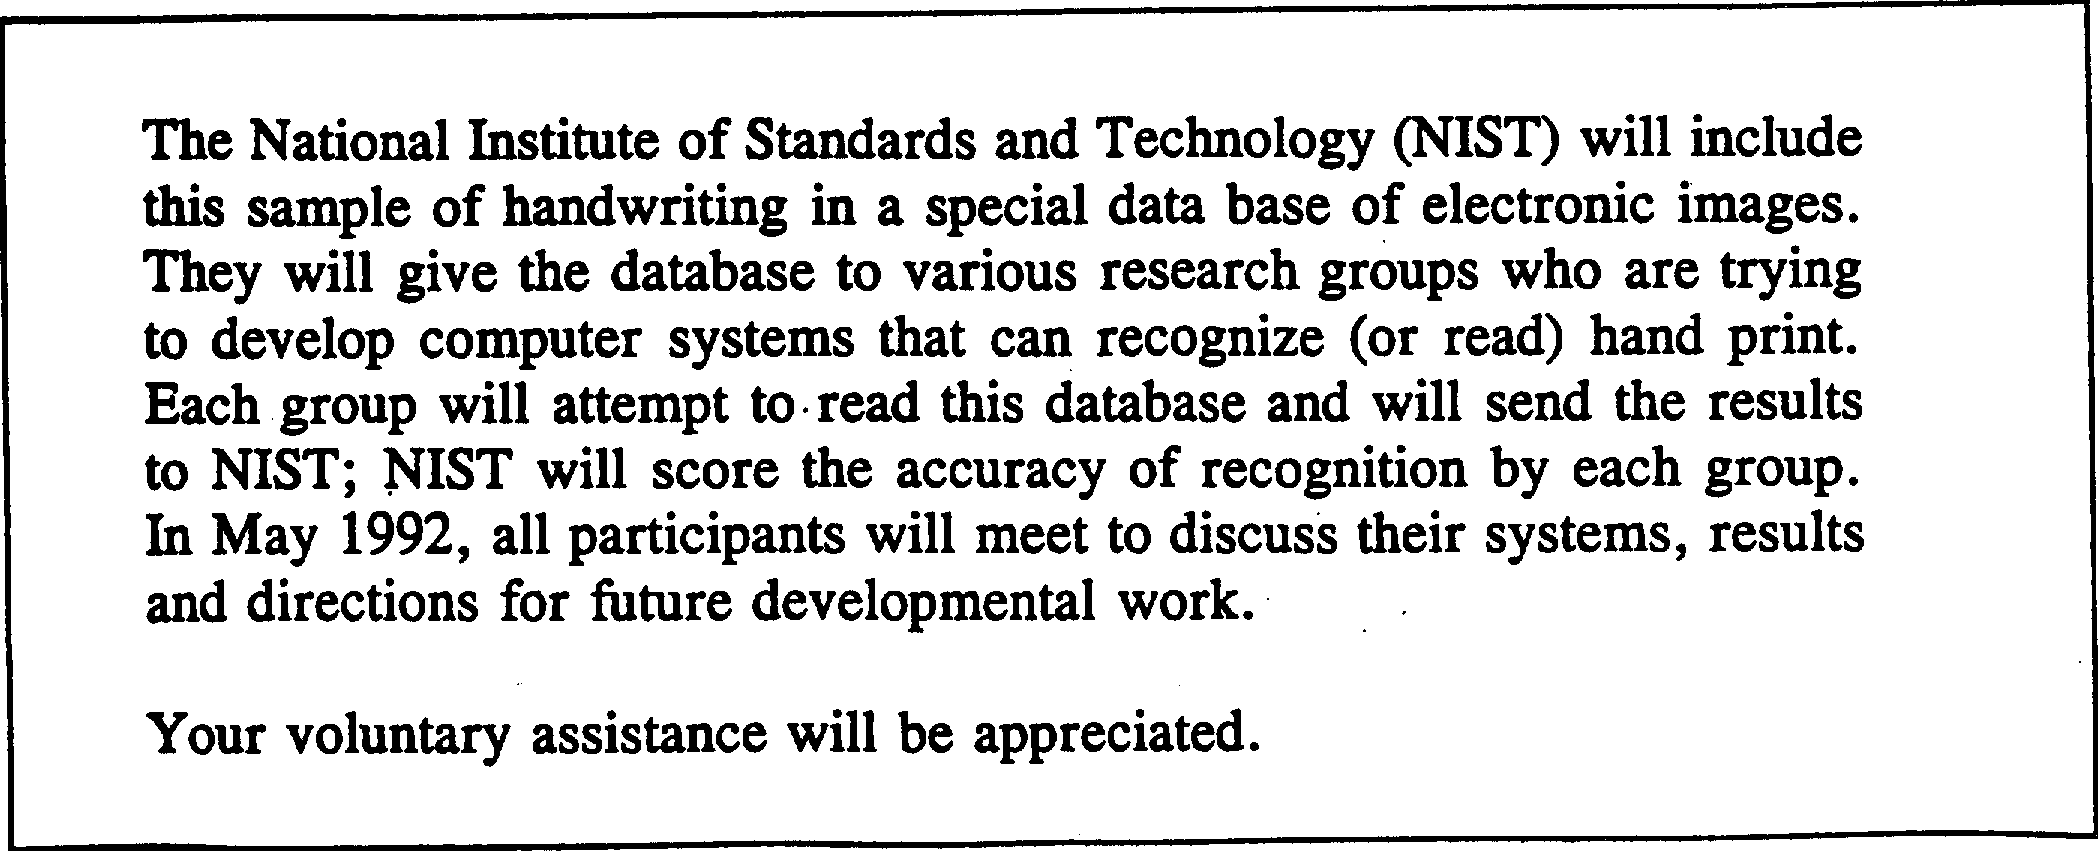 The National Institute of Standards and Technology (NIST) will include
this sample of handwriting in a special data base of electronic images.
They will give the database to various research groups who are trying
to develop computer systems that can recognize (or read) hand print.
Each group will attempt to read this database and will send the results
to NIST; NIST will score the accuracy of recognition by each group.
In May 1992, all participants will meet to discuss their systems, results
and directions for future developmental work.
Your voluntary assistance will be appreciated.